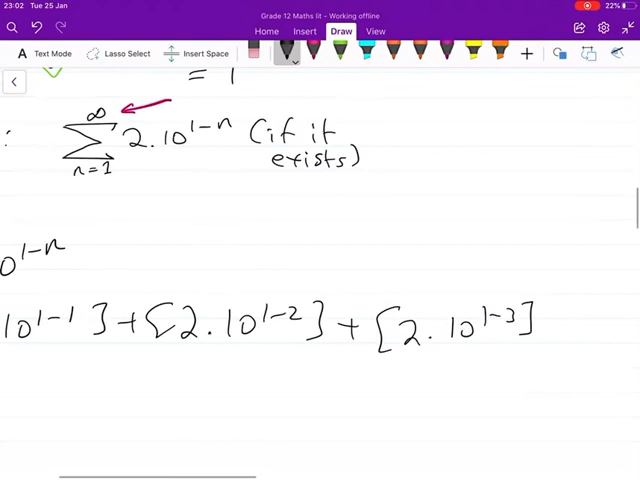 23:02 Tue 25 Jan
Grade 12 Maths lit - Working offline
22%
Home Insert Draw View
A Text Mode Lasso Select Insert Space
= 1
: ∞
∑ 2.10^{1-n} (if it
n=1 exists)
0^{1-n}
10^{1-1}] + [2.10^{1-2}] + [2.10^{1-3}]